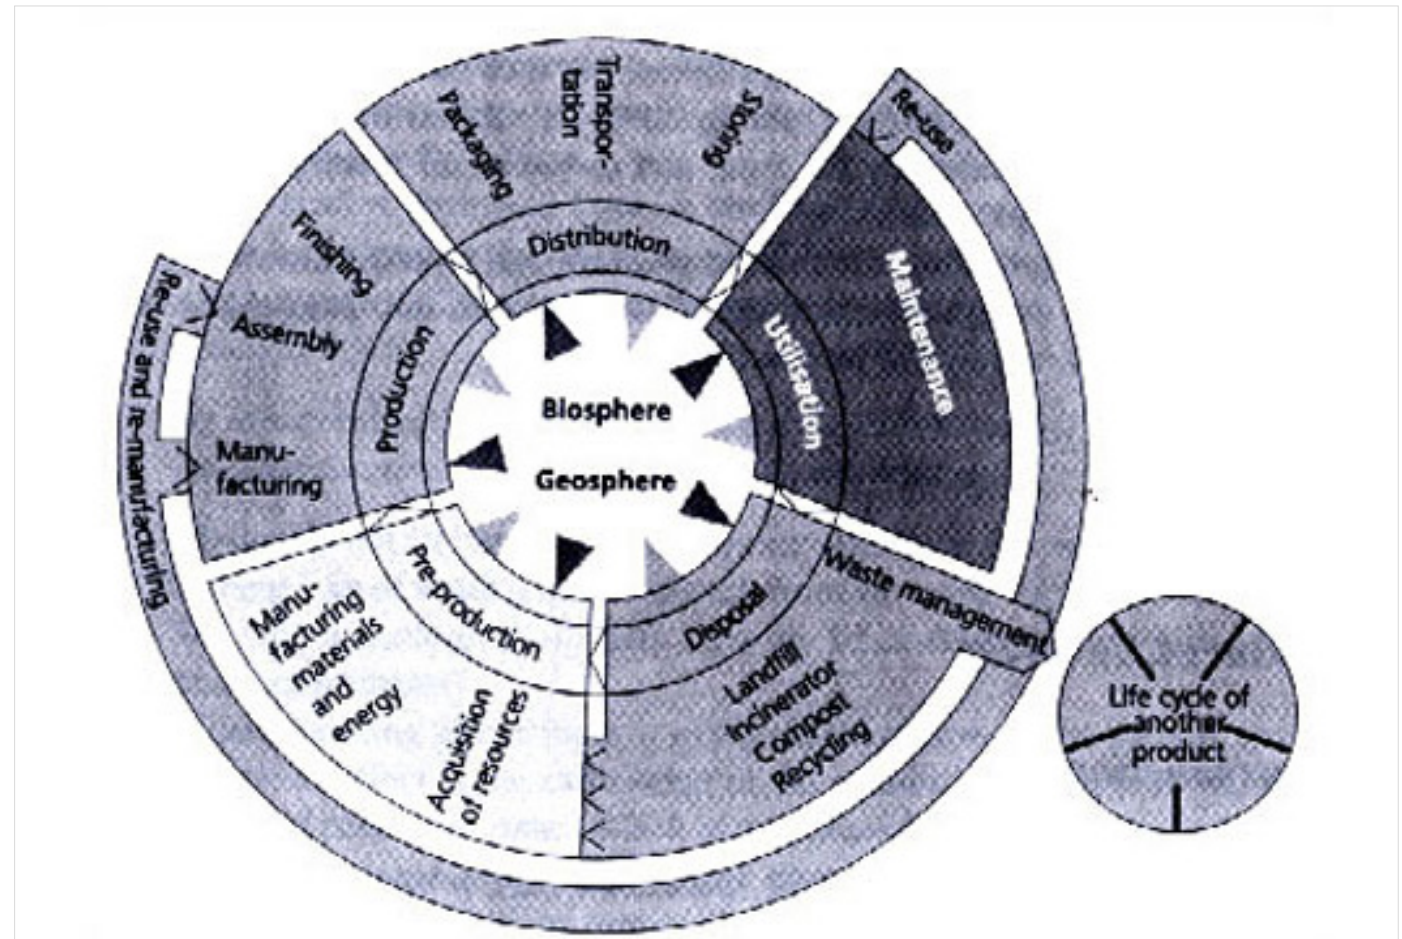 Packaging
Transpor-
tation
Storing
Distribution
Re-use
Maintenance
Utilisation
Waste management
Disposal
Landfill
Incinerator
Compost
Recycling
Life cycle of
another
product
Acquisition
of resources
Manu-
facturing
materials
and
energy
Pre-production
Re-use and re-manufacturing
Manu-
facturing
Assembly
Finishing
Production
Biosphere
Geosphere